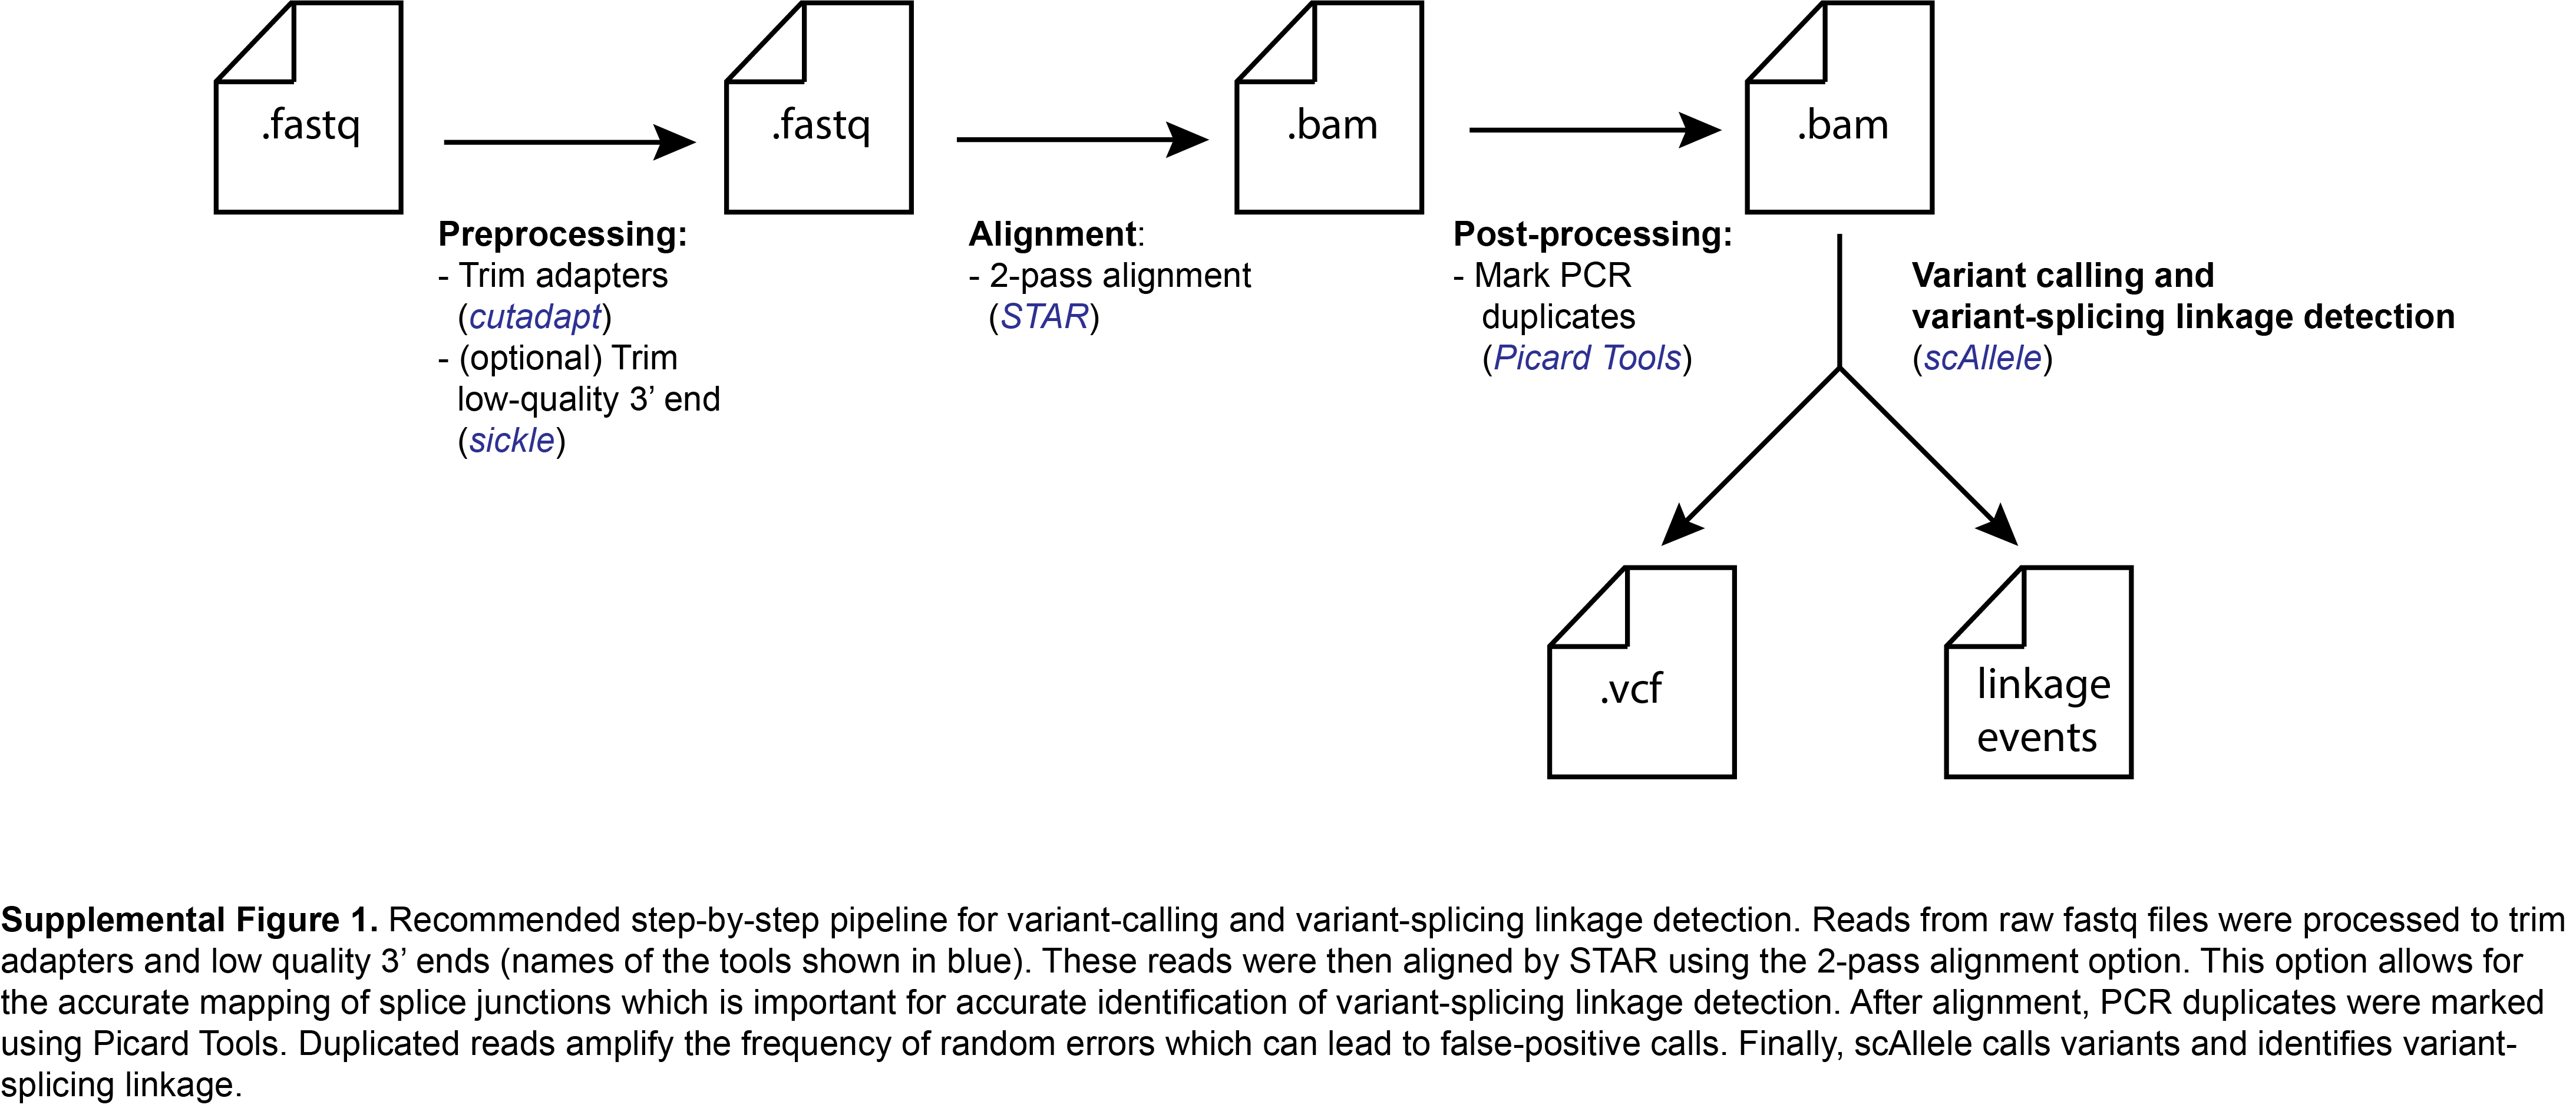 .fastq
.fastq
.bam
.bam
Preprocessing:
- Trim adapters
(cutadapt)
- (optional) Trim
low-quality 3’ end
(sickle)
Alignment:
- 2-pass alignment
(STAR)
Post-processing:
- Mark PCR
duplicates
(Picard Tools)
Variant calling and
variant-splicing linkage detection
(scAllele)
.vcf
linkage
events
Supplemental Figure 1. Recommended step-by-step pipeline for variant-calling and variant-splicing linkage detection. Reads from raw fastq files were processed to trim
adapters and low quality 3’ ends (names of the tools shown in blue). These reads were then aligned by STAR using the 2-pass alignment option. This option allows for
the accurate mapping of splice junctions which is important for accurate identification of variant-splicing linkage detection. After alignment, PCR duplicates were marked
using Picard Tools. Duplicated reads amplify the frequency of random errors which can lead to false-positive calls. Finally, scAllele calls variants and identifies variant-
splicing linkage.